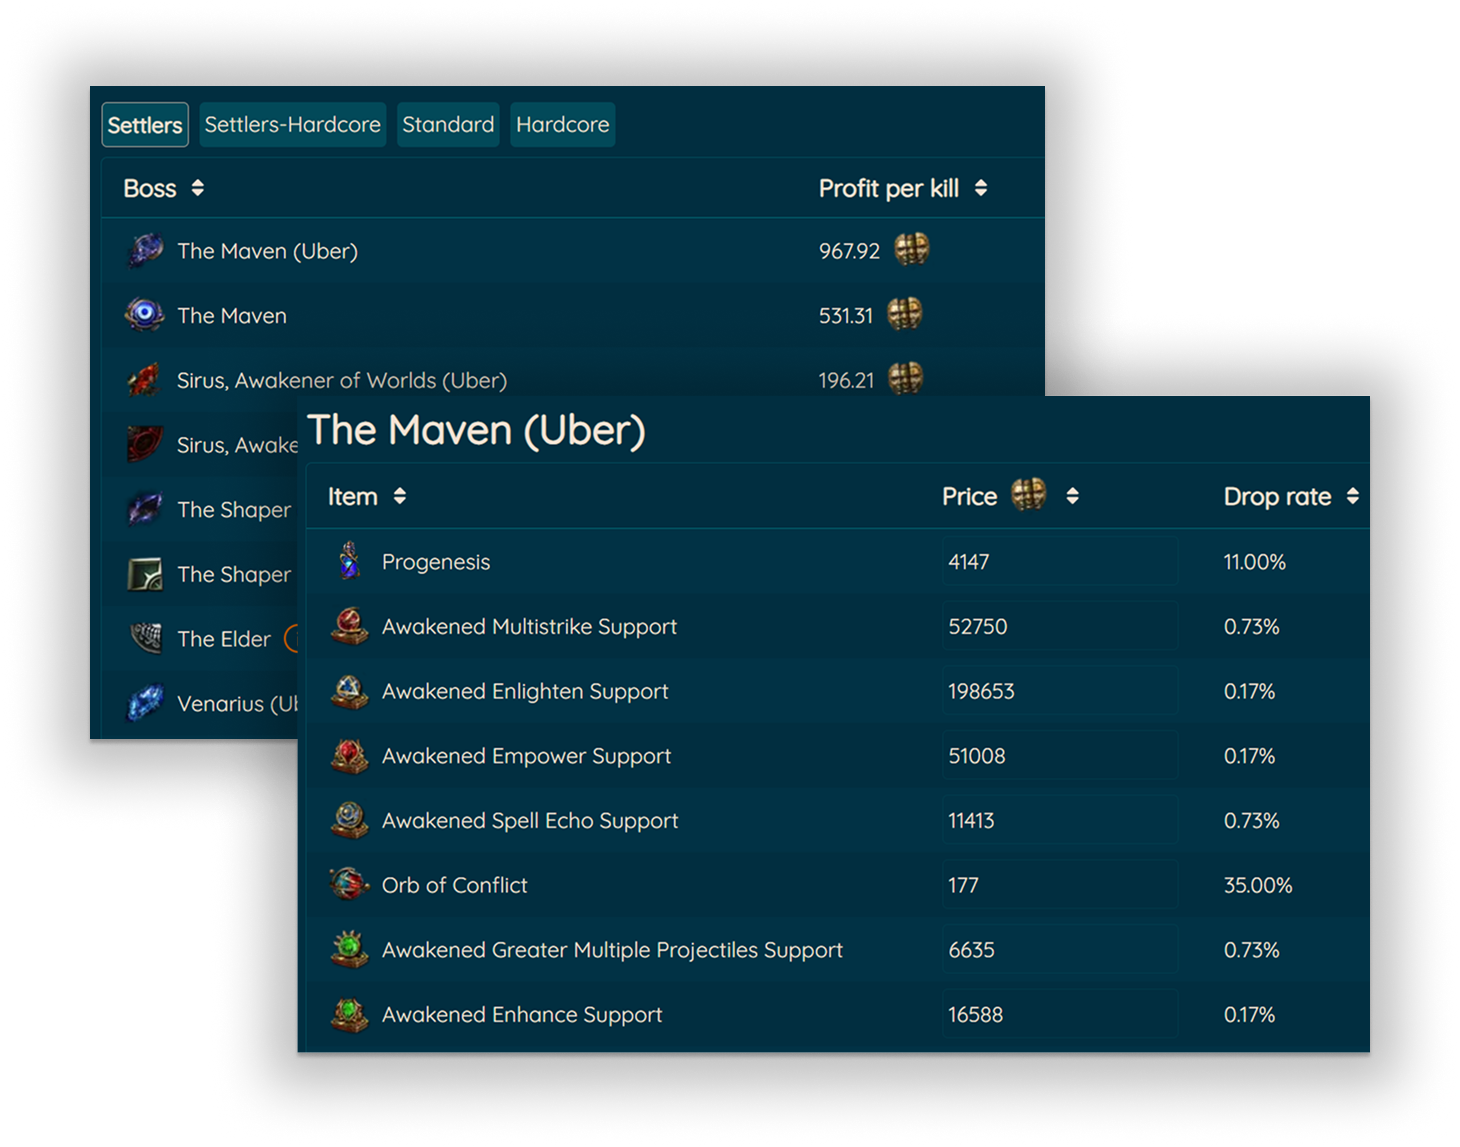 Settlers Settlers-Hardcore Standard Hardcore
Boss Profit per kill
The Maven (Uber) 967.92
The Maven 531.31
Sirus, Awakener of Worlds (Uber) 196.21
Sirus,
The Shaper
The Shaper
The Elder
Venarius
The Maven (Uber)
Item Price Drop rate
Progenesis 4147 11.00%
Awakened Multistrike Support 52750 0.73%
Awakened Enlighten Support 198653 0.17%
Awakened Empower Support 51008 0.17%
Awakened Spell Echo Support 11413 0.73%
Orb of Conflict 177 35.00%
Awakened Greater Multiple Projectiles Support 6635 0.73%
Awakened Enhance Support 16588 0.17%